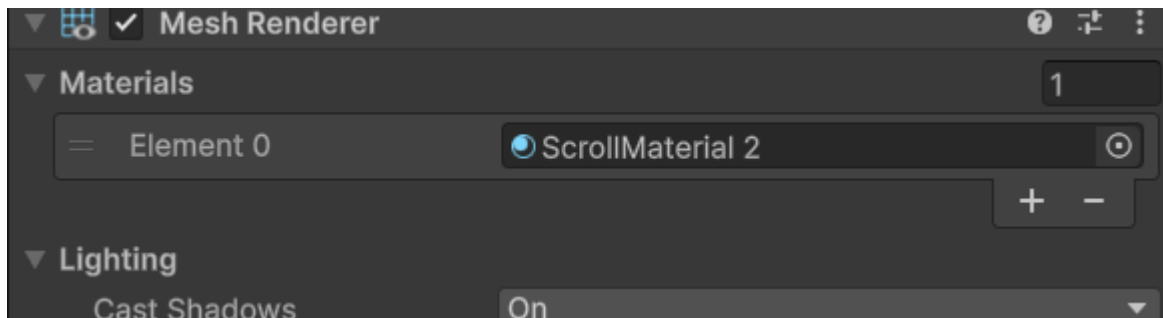 Mesh Renderer
Materials 1
Element 0 ScrollMaterial 2
Lighting
Cast Shadows On